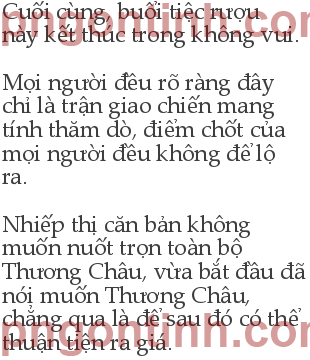 Cuối cùng, buổi tiệc rượu
này kết thúc trong không vui.
Mọi người đều rõ ràng đây
chỉ là trận giao chiến mang
tính thăm dò, điểm chốt của
mọi người đều không để lộ
ra.
Nhiếp thị căn bản không
muốn nuốt trọn toàn bộ
Thương Châu, vừa bắt đầu đã
nói muốn Thương Châu,
chẳng qua là để sau đó có thể
thuận tiện ra giá.